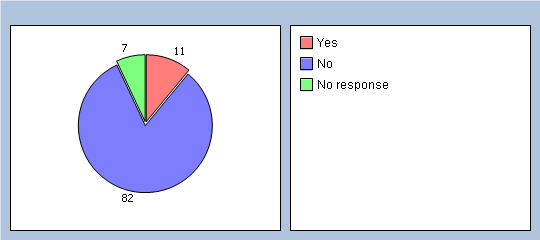 7
11
82
Yes
No
No response